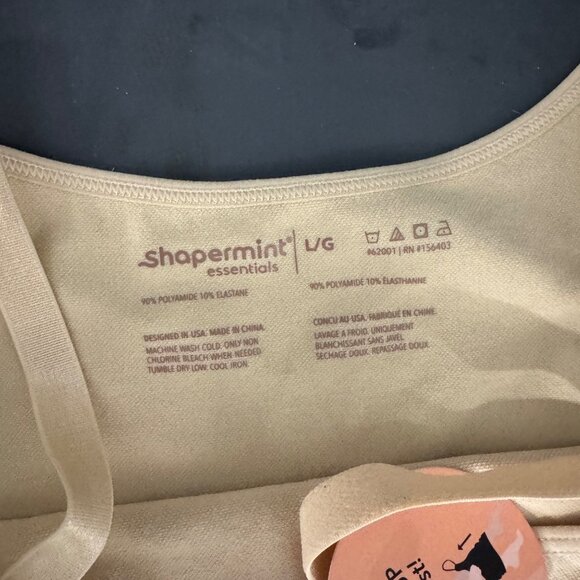 Shapermint®
essentials
L/G
#62001 | RN #156403
90% POLYAMIDE 10% ELASTANE
90% POLYAMIDE 10% ÉLASTHANNE
DESIGNED IN-USA. MADE IN CHINA.
MACHINE WASH COLD. ONLY NON
CHLORINE BLEACH-WHEN-NEEDED.
TUMBLE DRY LOW: COOL IRON.
CONCU AU-USA. FABRIQUÉ EN CHINE.
LAVAGE A FROID. UNIQUEMENT
BLANCHISSANT SANS JAVEL.
SECHAGE DOUX. REPASSAGE DOUX.